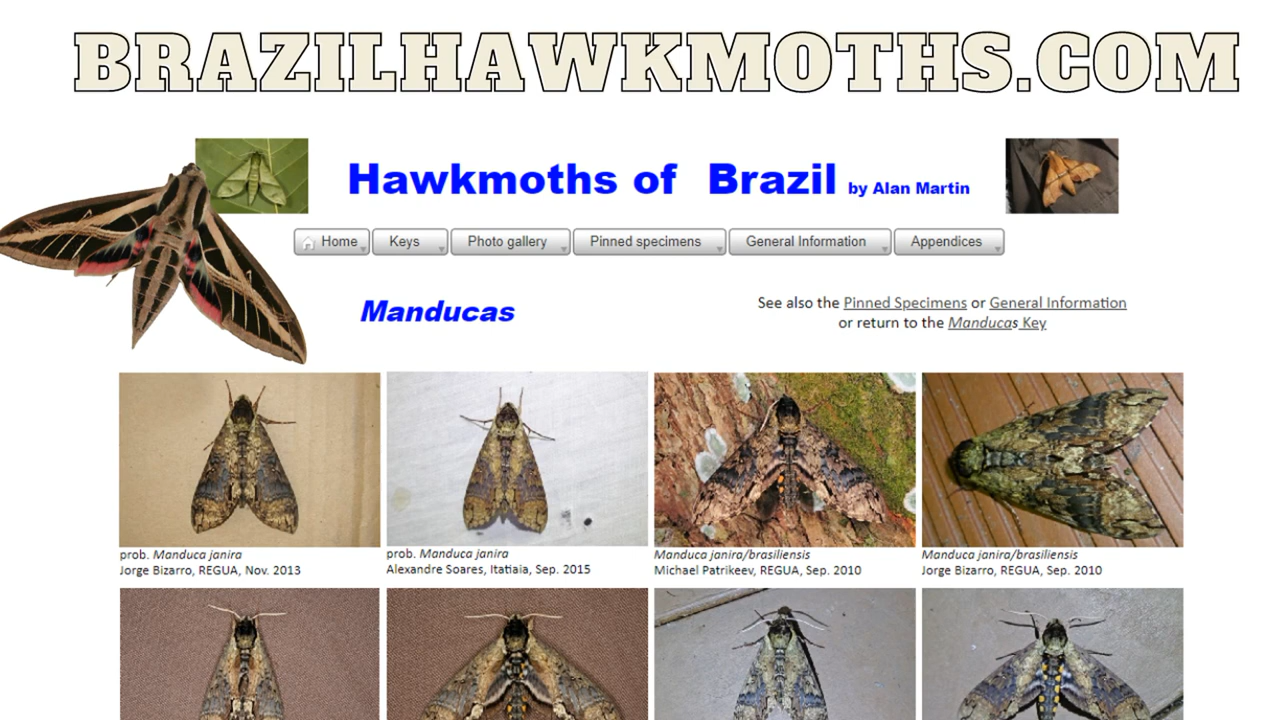 BRAZILHAWKMOTHS.COM
Hawkmoths of Brazil by Alan Martin
Home Keys Photo gallery Pinned specimens General Information Appendices
Manducas
See also the Pinned Specimens or General Information
or return to the Manducas Key
prob. Manduca janira
Jorge Bizarro, REGUA, Nov. 2013
prob. Manduca janira
Alexandre Soares, Itatiaia, Sep. 2015
Manduca janira/brasiliensis
Michael Patrikeev, REGUA, Sep. 2010
Manduca janira/brasiliensis
Jorge Bizarro, REGUA, Sep. 2010